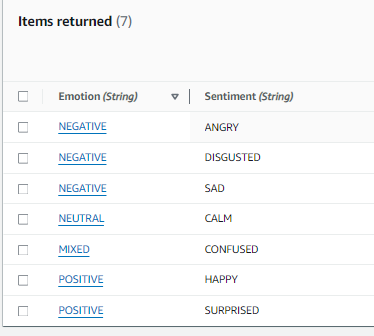 Items returned (7)
Emotion (String) Sentiment (String)
NEGATIVE ANGRY
NEGATIVE DISGUSTED
NEGATIVE SAD
NEUTRAL CALM
MIXED CONFUSED
POSITIVE HAPPY
POSITIVE SURPRISED